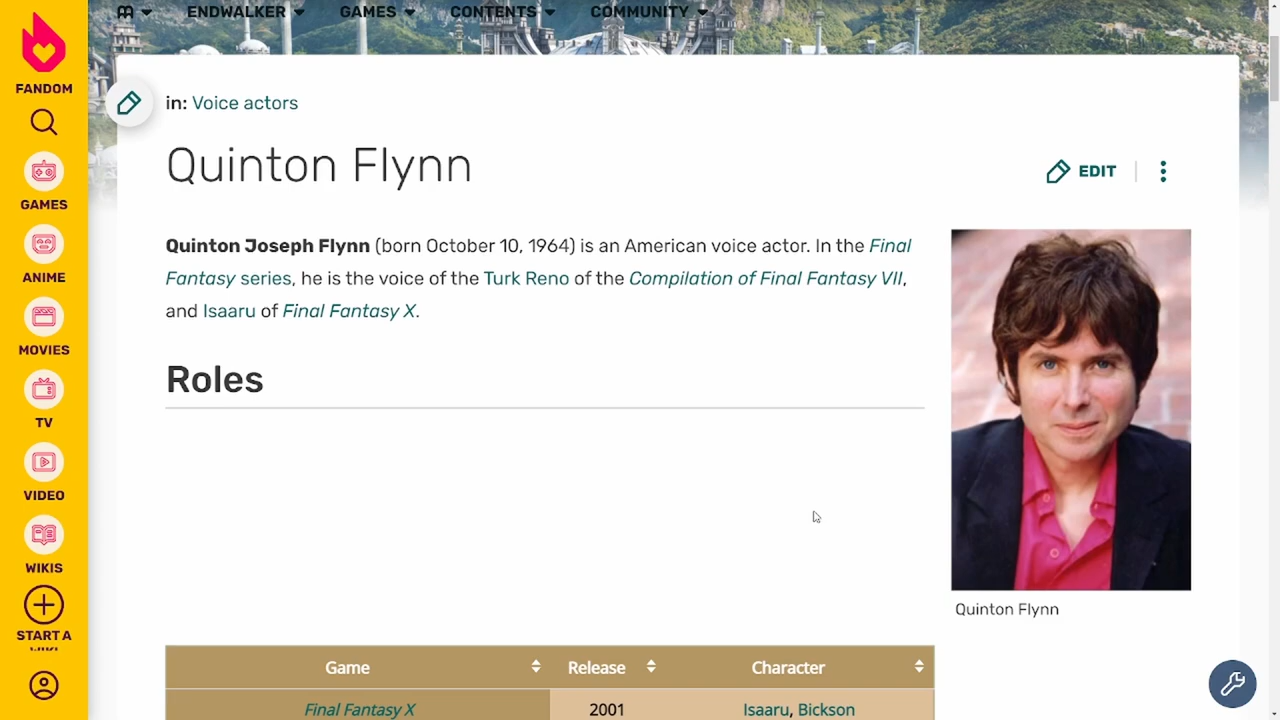 ENDWALKER GAMES CONTENTS COMMUNITY
FANDOM
GAMES
ANIME
MOVIES
TV
VIDEO
WIKIS
START A
in: Voice actors
Quinton Flynn
EDIT
Quinton Joseph Flynn (born October 10, 1964) is an American voice actor. In the Final
Fantasy series, he is the voice of the Turk Reno of the Compilation of Final Fantasy VII,
and Isaaru of Final Fantasy X.
Roles
Quinton Flynn
Game Release Character
Final Fantasy X 2001 Isaaru, Bickson